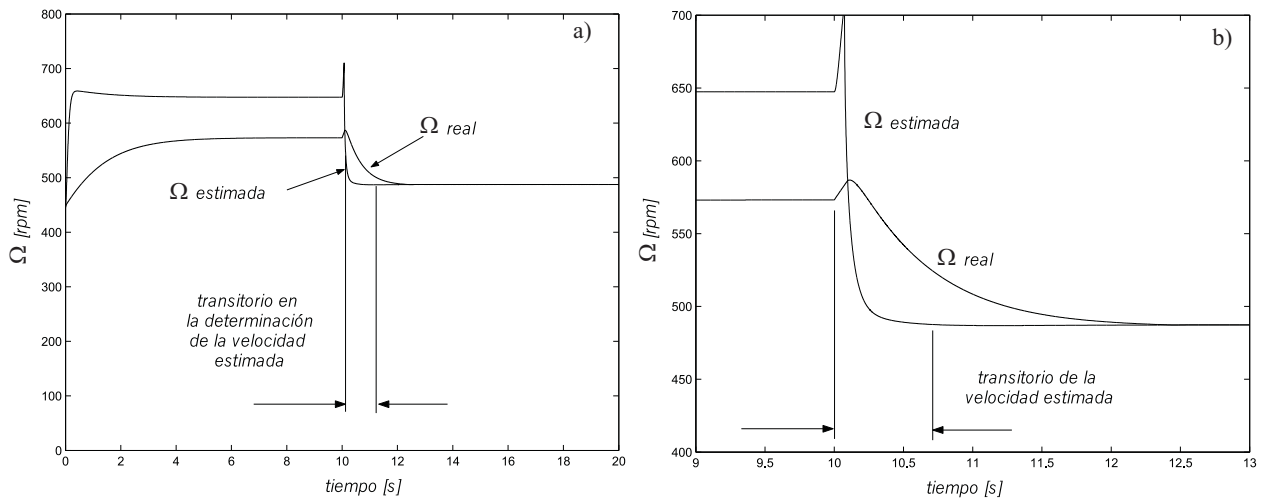 a)
800
700
600
500
400
300
200
100
0
Ω [rpm]
Ω real
Ω estimada
transitorio en
la determinación
de la velocidad
estimada
0 2 4 6 8 10 12 14 16 18 20
tiempo [s]
b)
700
650
600
550
500
450
400
Ω [rpm]
Ω estimada
Ω real
transitorio de la
velocidad estimada
9 9.5 10 10.5 11 11.5 12 12.5 13
tiempo [s]